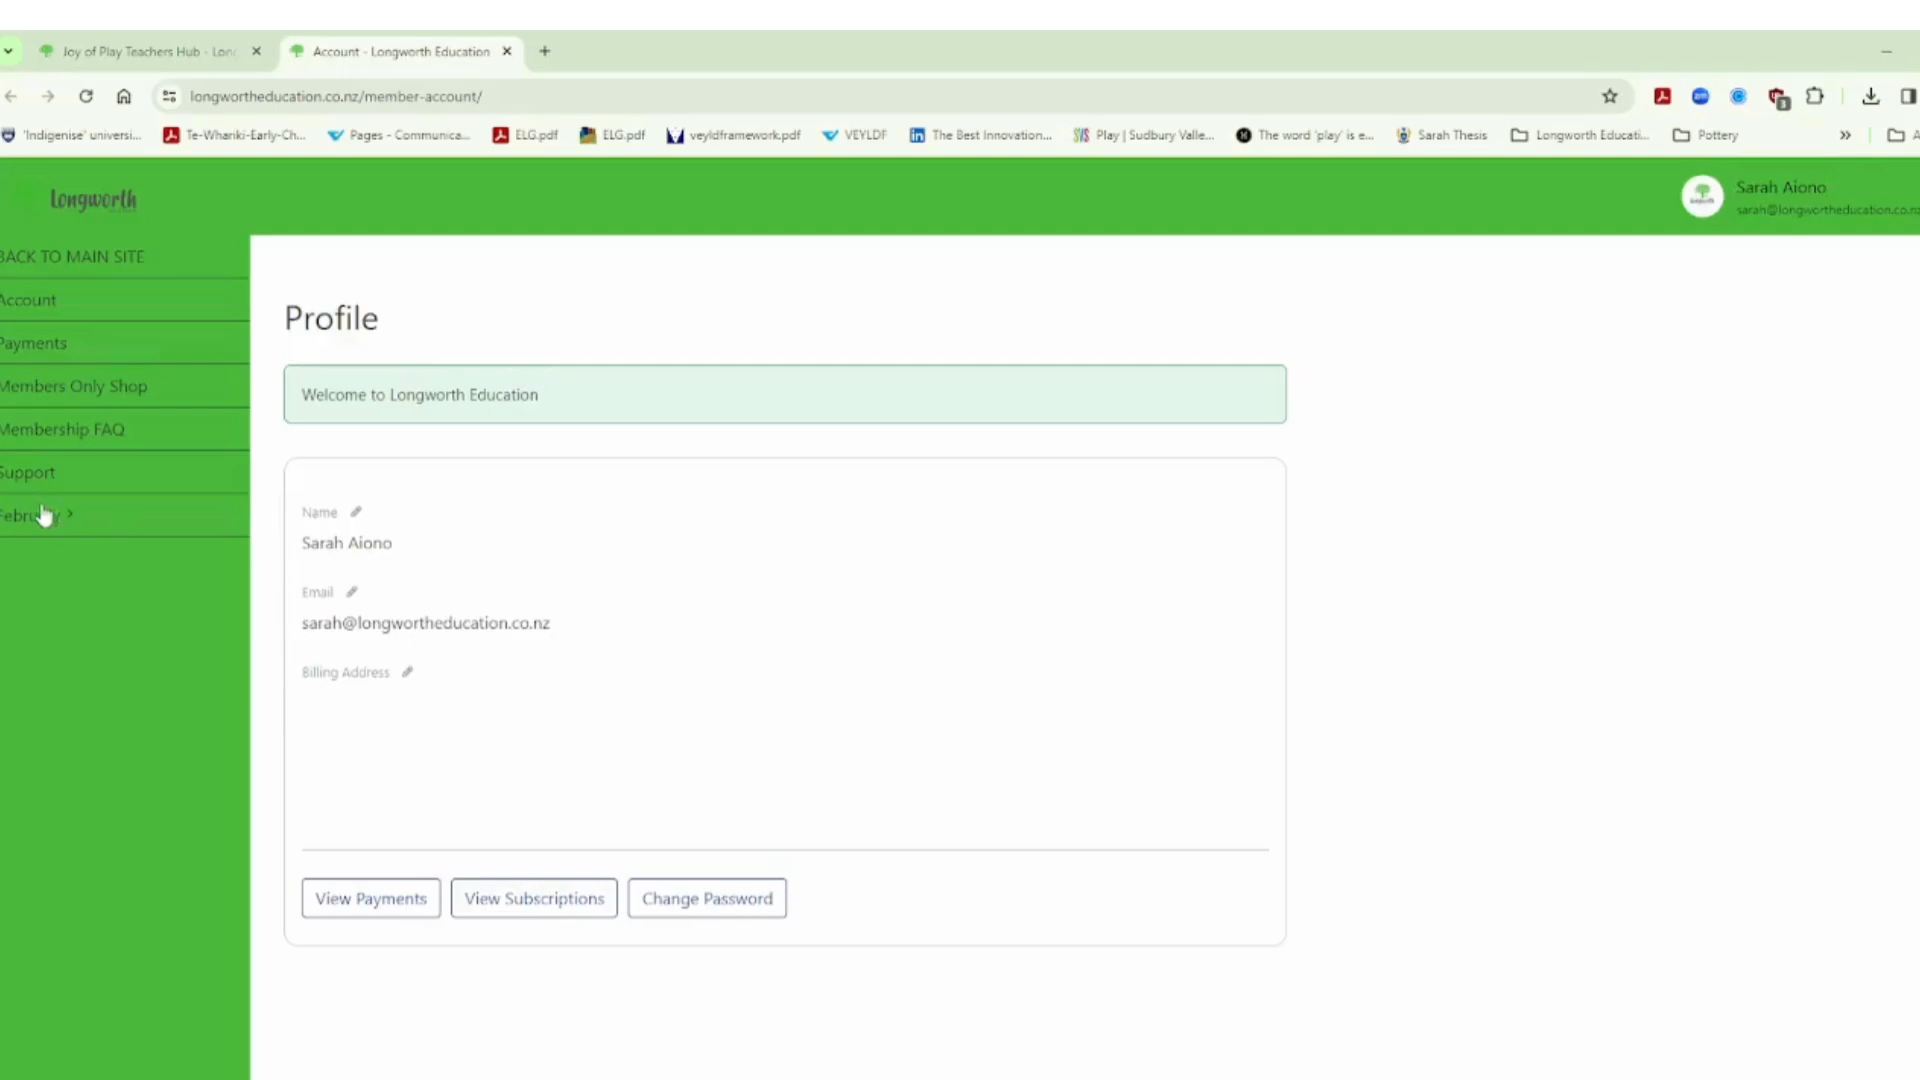 Joy of Play Teachers Hub - Lon
Account - Longworth Education
longwortheducation.co.nz/member-account/
'Indigenise' universi...
Te-Whanki-Early-Ch...
Pages - Communica...
ELG.pdf
ELG.pdf
veyldframework.pdf
VEYLDF
The Best Innovation...
Play | Sudbury Valle...
The word 'play' is e...
Sarah Thesis
Longworth Educati...
Pottery
Longworth
Sarah Aiono
sarah@longwortheducation.co.nz
BACK TO MAIN SITE
Account
Payments
Members Only Shop
Membership FAQ
Support
Profile
Welcome to Longworth Education
Name
Sarah Aiono
Email
sarah@longwortheducation.co.nz
Billing Address
View Payments
View Subscriptions
Change Password